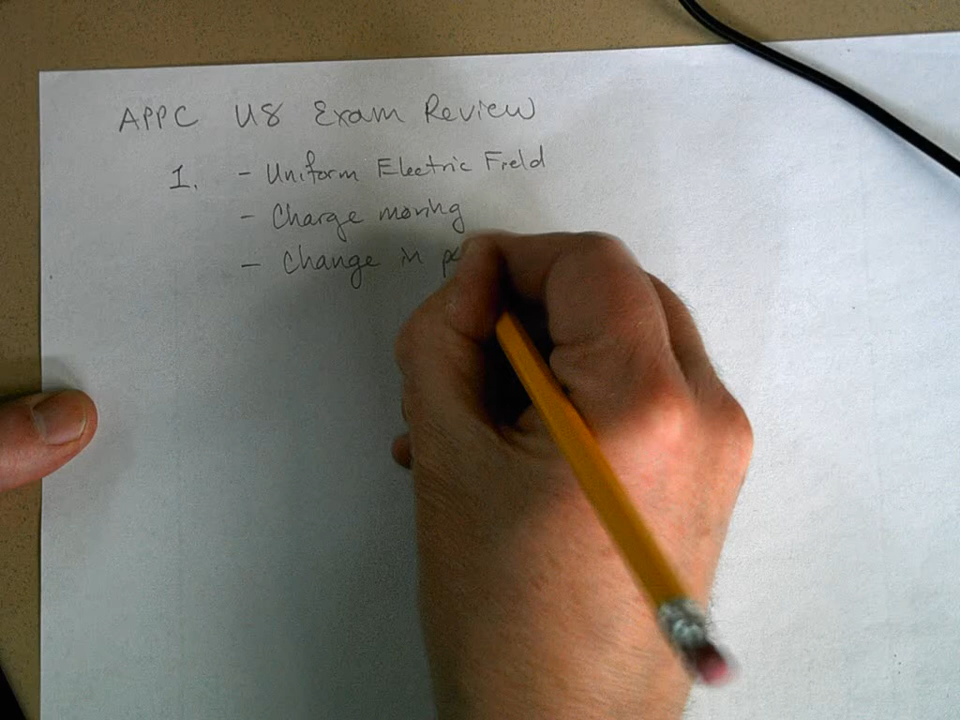 APPC U8 Exam Review
1. - Uniform Electric Field
- Charge moving
- Change in